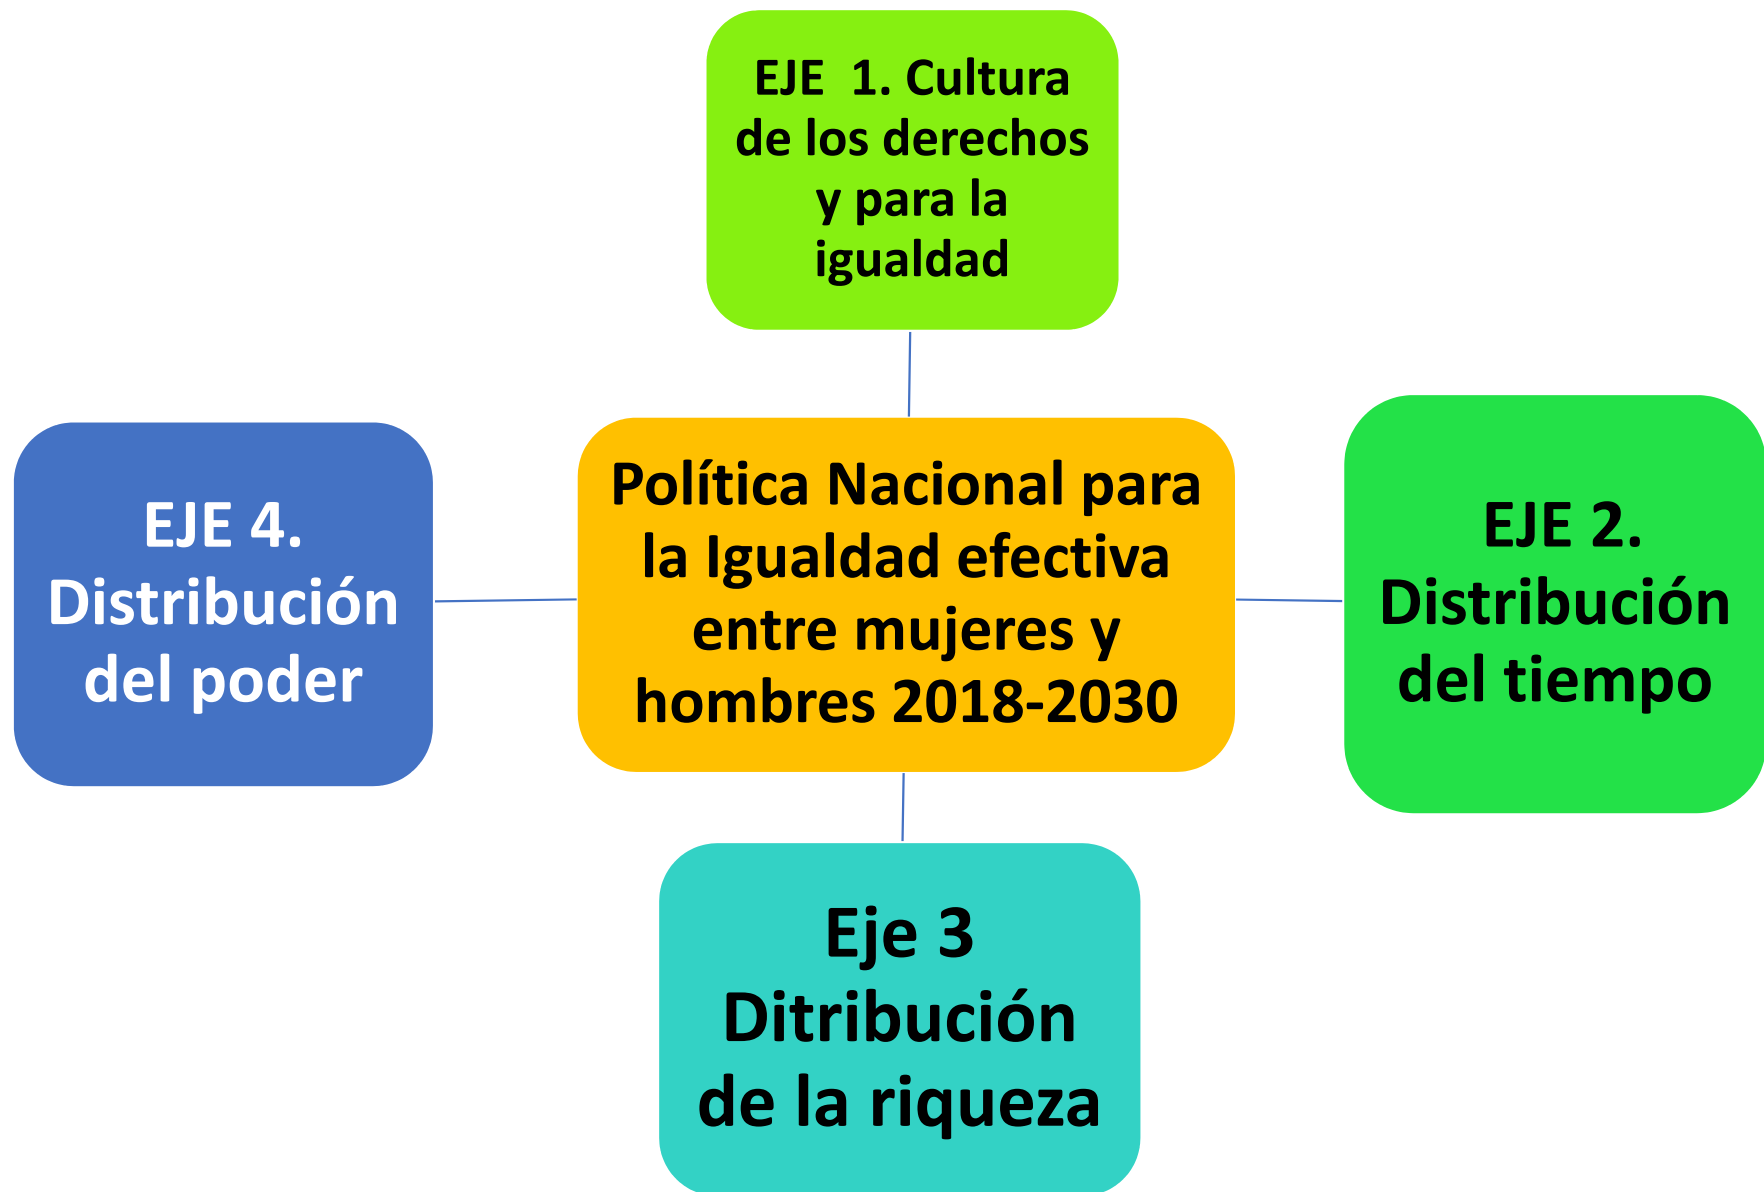 EJE  1. Cultura
de los derechos
y para la
igualdad
EJE 4.
Distribución
del poder
Política Nacional para
la Igualdad efectiva
entre mujeres y
hombres 2018-2030
EJE 2.
Distribución
del tiempo
Eje 3
Ditribución
de la riqueza